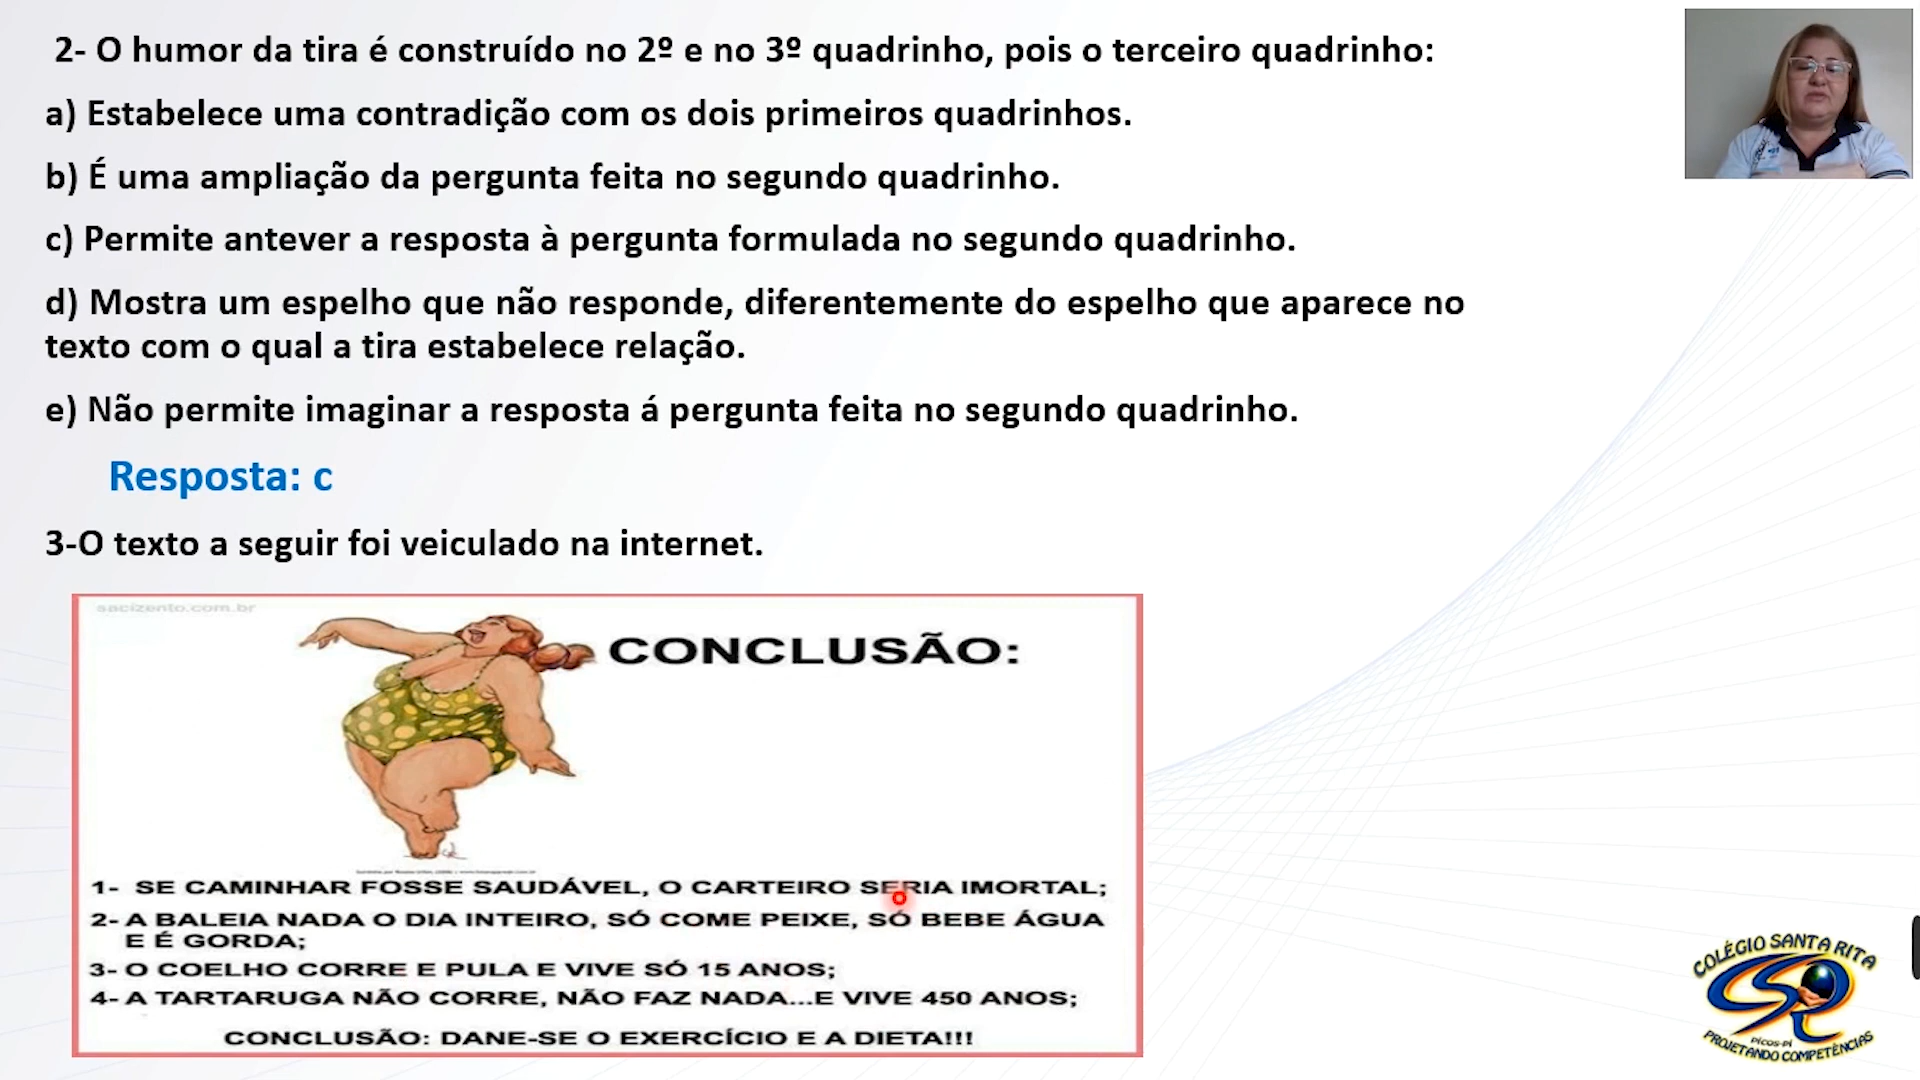 2- O humor da tira é construído no 2º e no 3º quadrinho, pois o terceiro quadrinho:
a) Estabelece uma contradição com os dois primeiros quadrinhos.
b) É uma ampliação da pergunta feita no segundo quadrinho.
c) Permite antever a resposta à pergunta formulada no segundo quadrinho.
d) Mostra um espelho que não responde, diferentemente do espelho que aparece no
texto com o qual a tira estabelece relação.
e) Não permite imaginar a resposta á pergunta feita no segundo quadrinho.
Resposta: c
3-O texto a seguir foi veiculado na internet.
sacizento.com.br
CONCLUSÃO:
1- SE CAMINHAR FOSSE SAUDÁVEL, O CARTEIRO SERIA IMORTAL;
2- A BALEIA NADA O DIA INTEIRO, SÓ COME PEIXE, SÓ BEBE ÁGUA
E É GORDA;
3- O COELHO CORRE E PULA E VIVE SÓ 15 ANOS;
4- A TARTARUGA NÃO CORRE, NÃO FAZ NADA...E VIVE 450 ANOS;
CONCLUSÃO: DANE-SE O EXERCÍCIO E A DIETA!!!
COLÉGIO SANTA RITA
PICOS-PI
PROJETANDO COMPETÊNCIAS